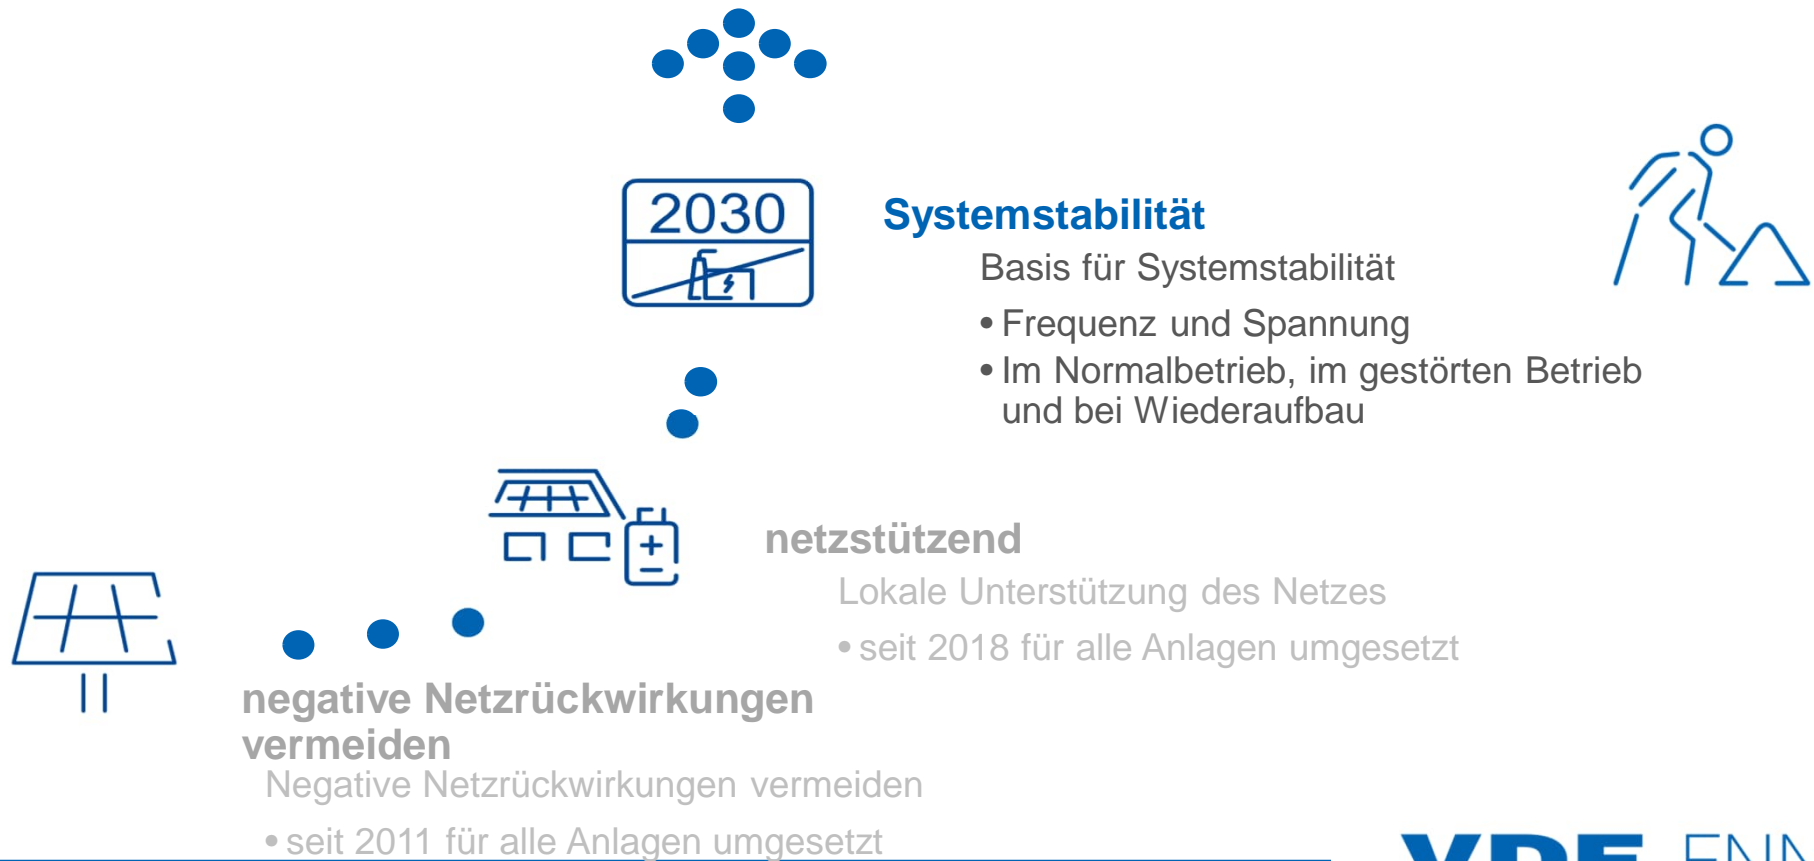 2030
Systemstabilität
Basis für Systemstabilität
• Frequenz und Spannung
• Im Normalbetrieb, im gestörten Betrieb
und bei Wiederaufbau
netzstützend
Lokale Unterstützung des Netzes
• seit 2018 für alle Anlagen umgesetzt
negative Netzrückwirkungen
vermeiden
Negative Netzrückwirkungen vermeiden
• seit 2011 für alle Anlagen umgesetzt
VDE FNN